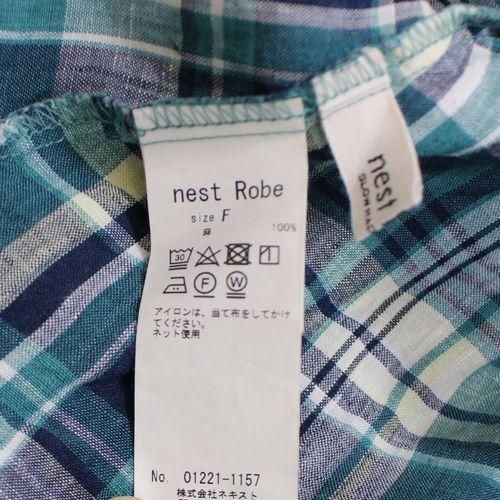 nest Robe
size F
麻 100%
30
F W
アイロンは、当て布をしてかけ
てください。
ネット使用
No. 01221-1157
株式会社ネキスト
nest
SLOW MA